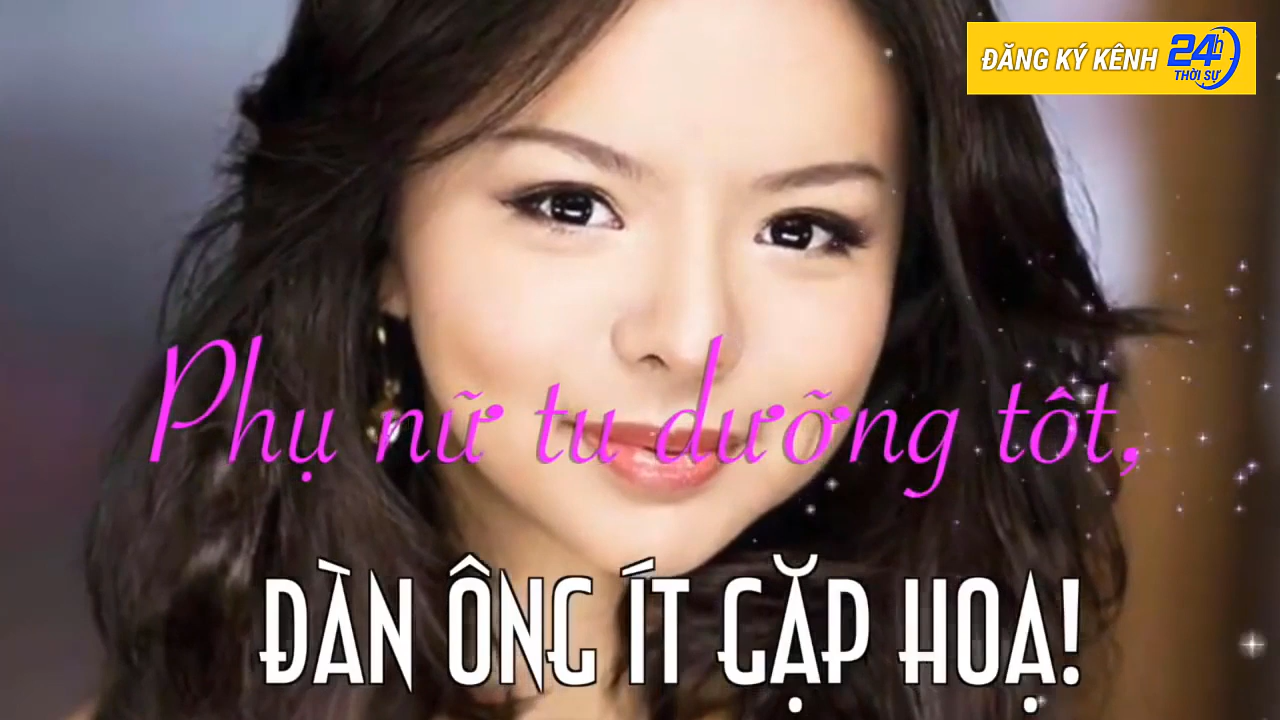 ĐĂNG KÝ KÊNH 24h
THỜI SỰ
Phụ nữ tu dưỡng tốt,
ĐÀN ÔNG ÍT GẶP HOẠ!